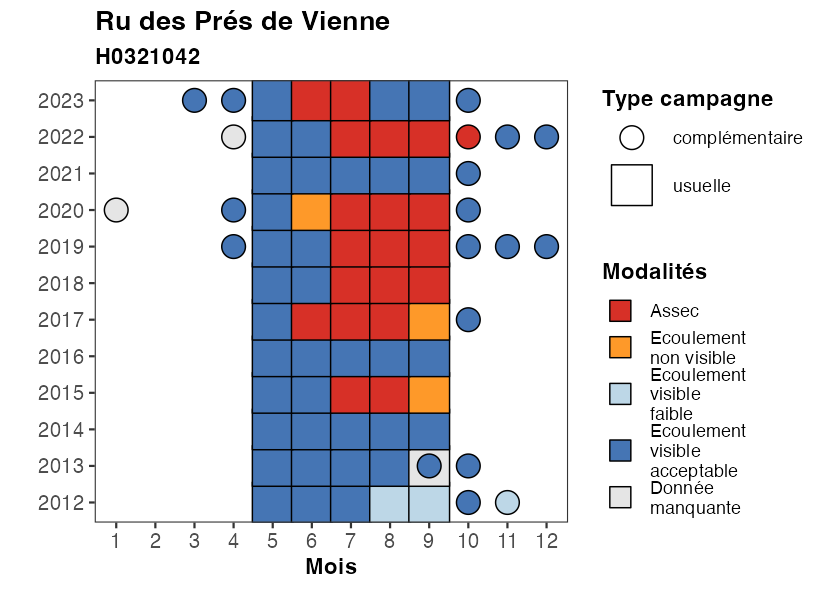 Ru des Prés de Vienne
H0321042
2023
2022
2021
2020
2019
2018
2017
2016
2015
2014
2013
2012
1 2 3 4 5 6 7 8 9 10 11 12
Mois
Type campagne
complémentaire
usuelle
Modalités
Assec
Ecoulement
non visible
Ecoulement
visible
faible
Ecoulement
visible
acceptable
Donnée
manquante